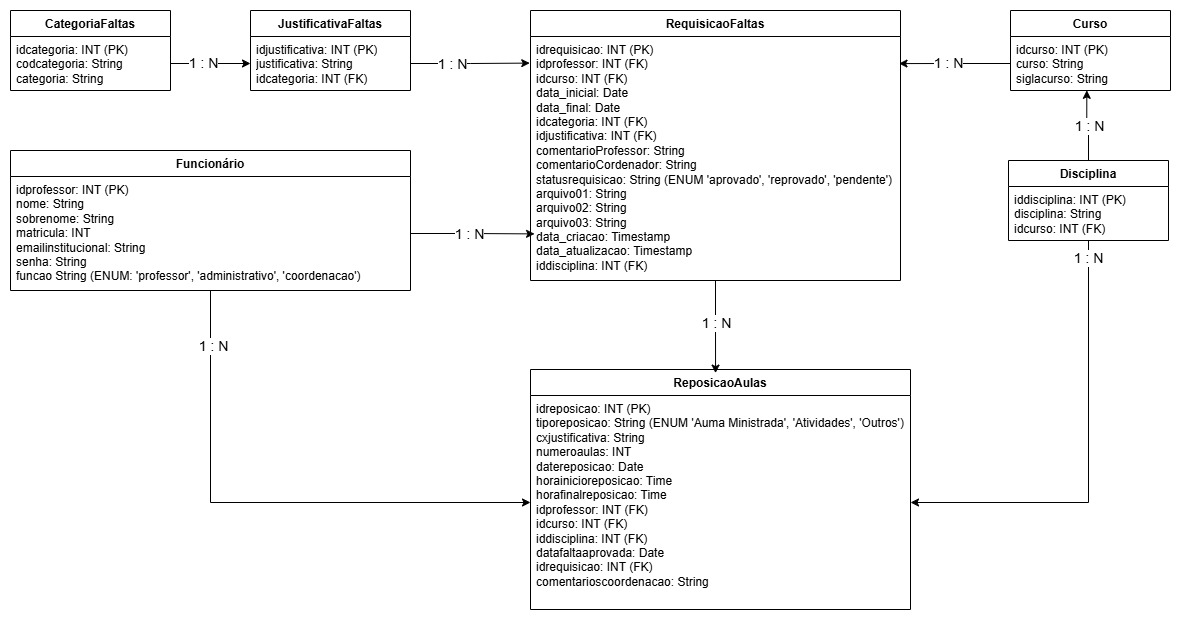 CategoriaFaltas
idcategoria: INT (PK)
codcategoria: String
categoria: String
1 : N
JustificativaFaltas
idjustificativa: INT (PK)
justificativa: String
idcategoria: INT (FK)
1 : N
RequisicaoFaltas
idrequisicao: INT (PK)
idprofessor: INT (FK)
idcurso: INT (FK)
data_inicial: Date
data_final: Date
idcategoria: INT (FK)
idjustificativa: INT (FK)
comentarioProfessor: String
comentarioCordenador: String
statusrequisicao: String (ENUM 'aprovado', 'reprovado', 'pendente')
arquivo01: String
arquivo02: String
arquivo03: String
data_criacao: Timestamp
data_atualizacao: Timestamp
iddisciplina: INT (FK)
1 : N
Curso
idcurso: INT (PK)
curso: String
siglacurso: String
1 : N
Disciplina
iddisciplina: INT (PK)
disciplina: String
idcurso: INT (FK)
1 : N
Funcionário
idprofessor: INT (PK)
nome: String
sobrenome: String
matricula: INT
emailinstitucional: String
senha: String
funcao String (ENUM: 'professor', 'administrativo', 'coordenacao')
1 : N
1 : N
1 : N
ReposicaoAulas
idreposicao: INT (PK)
tiporeposicao: String (ENUM 'Auma Ministrada', 'Atividades', 'Outros')
cxjustificativa: String
numeroaulas: INT
datereposicao: Date
horainicioreposicao: Time
horafinalreposicao: Time
idprofessor: INT (FK)
idcurso: INT (FK)
iddisciplina: INT (FK)
datafaltaaprovada: Date
idrequisicao: INT (FK)
comentarioscoordenacao: String